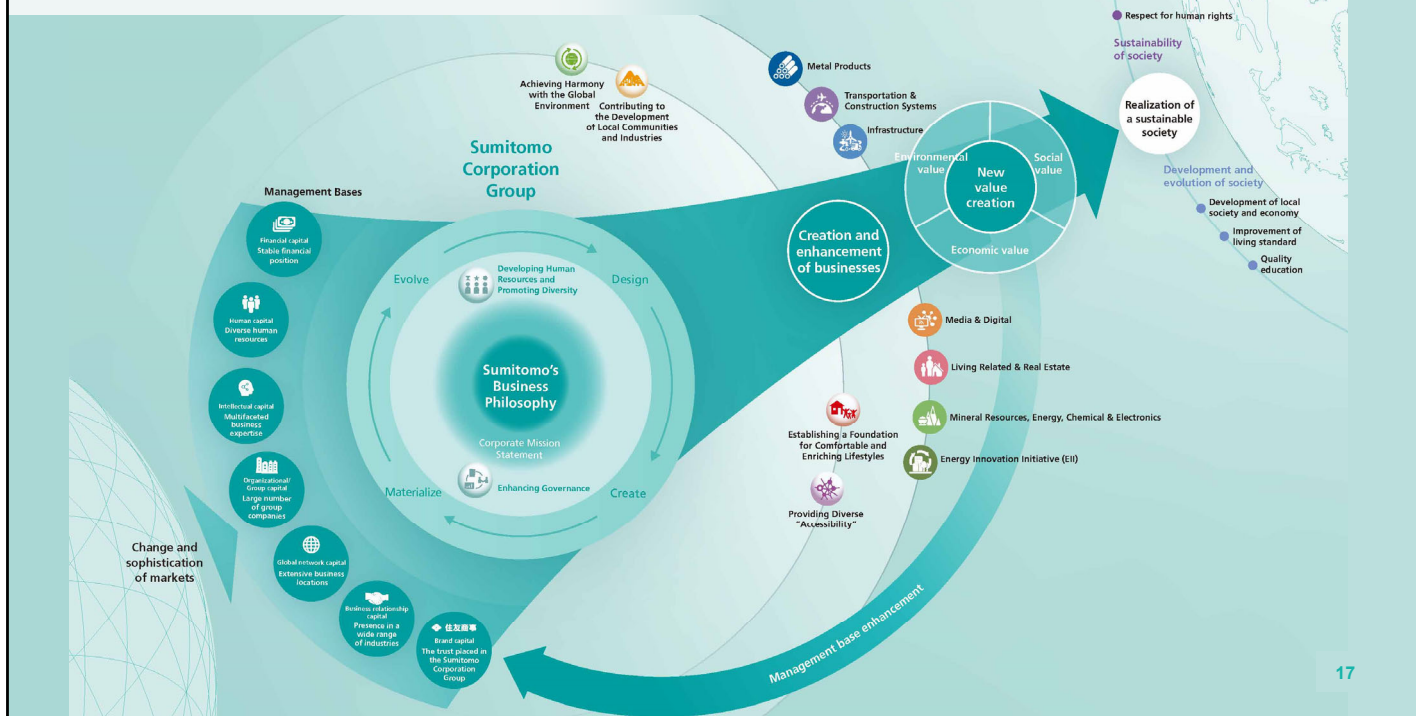 Respect for human rights
Sustainability
of society
Realization of
a sustainable
society
Development and
evolution of society
Development of local
society and economy
Improvement of
living standard
Quality
education
Achieving Harmony
with the Global
Environment
Contributing to
the Development
of Local Communities
and Industries
Metal Products
Transportation &
Construction Systems
Infrastructure
Environmental
value
Social
value
New
value
creation
Economic value
Creation and
enhancement
of businesses
Sumitomo
Corporation
Group
Management Bases
Financial capital
Stable financial
position
Human capital
Diverse human
resources
Intellectual capital
Multifaceted
business
expertise
Organizational/
Group capital
Large number
of group
companies
Global network capital
Extensive business
locations
Business relationship
capital
Presence in a
wide range
of industries
住友商事
Brand capital
The trust placed in
the Sumitomo
Corporation
Group
Evolve
Design
Developing Human
Resources and
Promoting Diversity
Sumitomo's
Business
Philosophy
Corporate Mission
Statement
Enhancing Governance
Materialize
Create
Change and
sophistication
of markets
Media & Digital
Living Related & Real Estate
Mineral Resources, Energy, Chemical & Electronics
Energy Innovation Initiative (EII)
Establishing a Foundation
for Comfortable and
Enriching Lifestyles
Providing Diverse
"Accessibility"
Management base enhancement
17